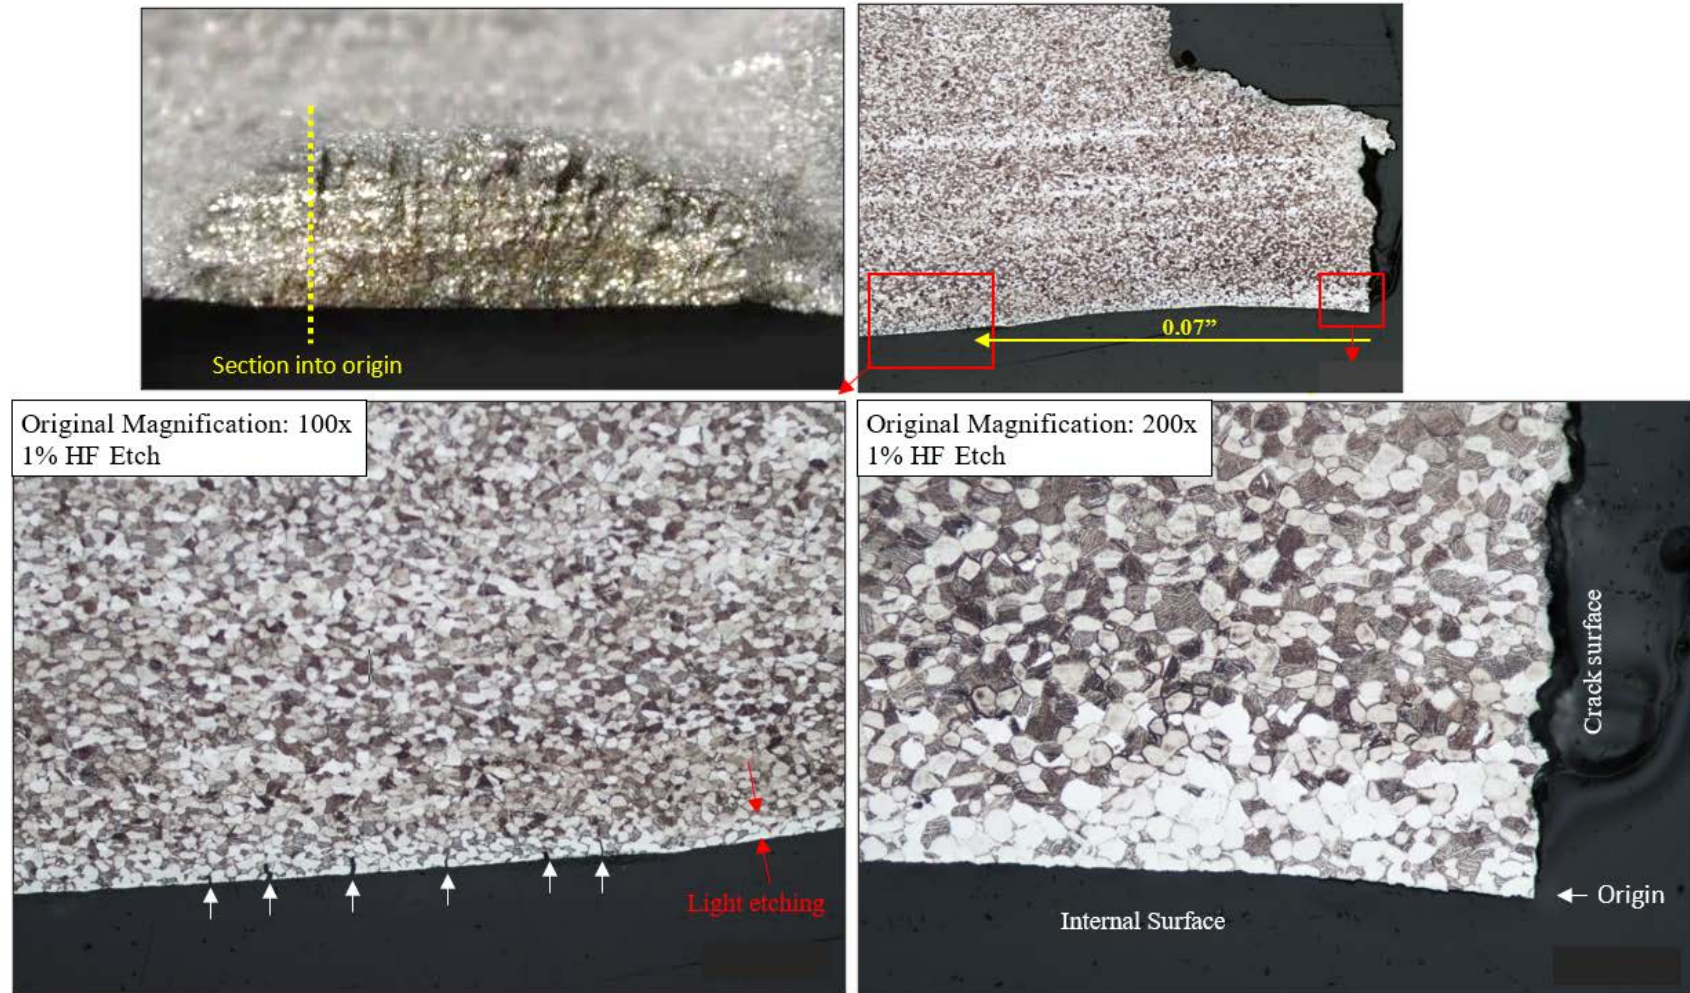 Section into origin
0.07”
Original Magnification: 100x
1% HF Etch
Light etching
Original Magnification: 200x
1% HF Etch
Crack surface
Origin
Internal Surface